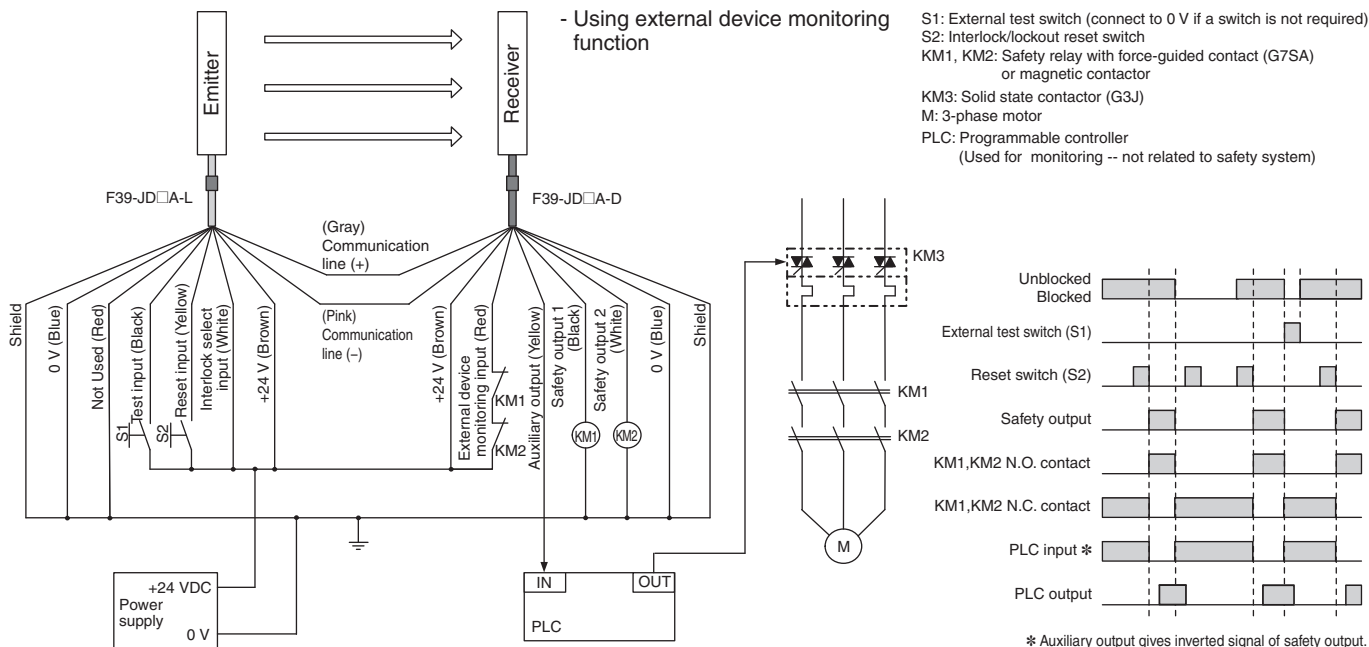 - Using external device monitoring
function
S1: External test switch (connect to 0 V if a switch is not required)
S2: Interlock/lockout reset switch
KM1, KM2: Safety relay with force-guided contact (G7SA)
or magnetic contactor
KM3: Solid state contactor (G3J)
M: 3-phase motor
PLC: Programmable controller
(Used for monitoring -- not related to safety system)
Emitter
Receiver
F39-JD□A-L
F39-JD□A-D
(Gray)
Communication
line (+)
(Pink)
Communication
line (−)
Shield
0 V (Blue)
Not Used (Red)
Test input (Black)
Reset input (Yellow)
Interlock select
input (White)
+24 V (Brown)
S1
S2
+24 V (Brown)
External device
monitoring input (Red)
Auxiliary output (Yellow)
Safety output 1
(Black)
Safety output 2
(White)
0 V (Blue)
Shield
KM1
KM2
KM1
KM2
+24 VDC
Power
supply
0 V
IN
OUT
PLC
KM3
KM1
KM2
M
Unblocked
Blocked
External test switch (S1)
Reset switch (S2)
Safety output
KM1,KM2 N.O. contact
KM1,KM2 N.C. contact
PLC input ✻
PLC output
✻ Auxiliary output gives inverted signal of safety output.